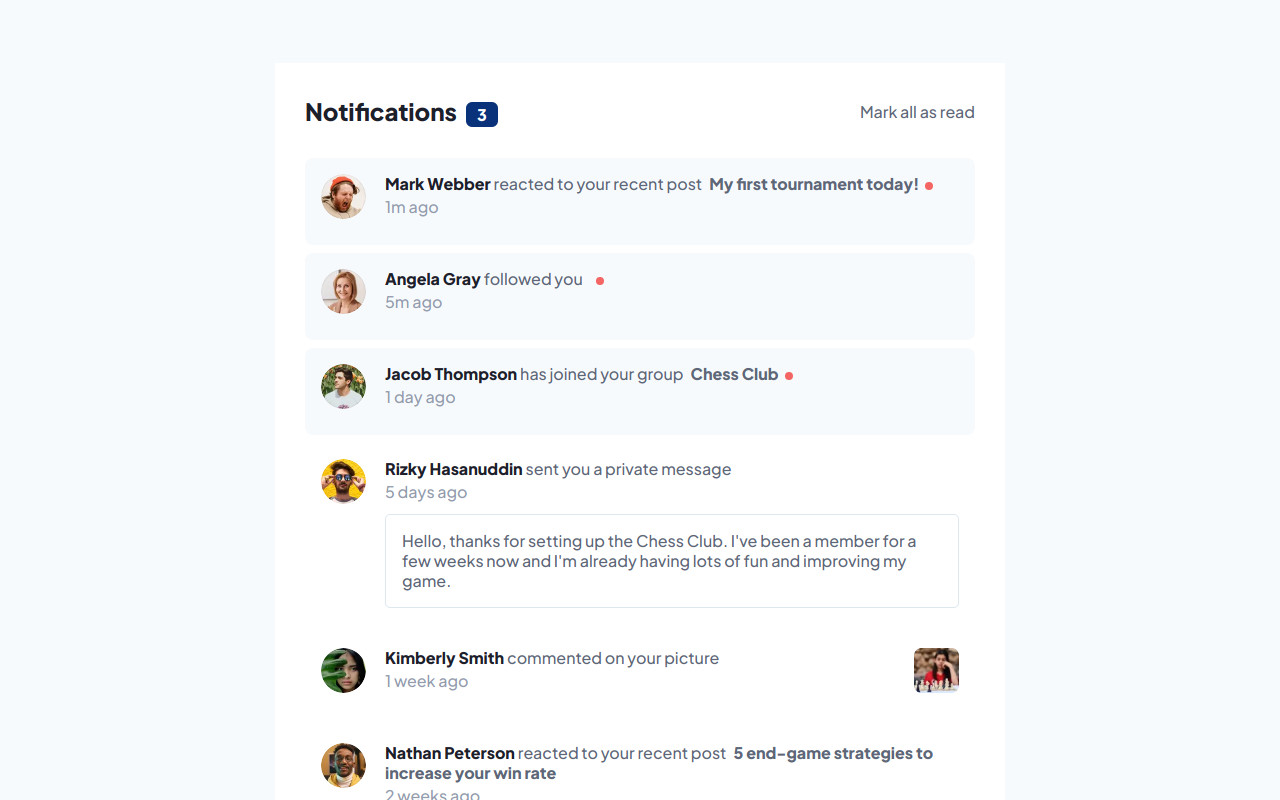 Notifications 3
Mark all as read
Mark Webber reacted to your recent post My first tournament today!
1m ago
Angela Gray followed you
5m ago
Jacob Thompson has joined your group Chess Club
1 day ago
Rizky Hasanuddin sent you a private message
5 days ago
Hello, thanks for setting up the Chess Club. I've been a member for a
few weeks now and I'm already having lots of fun and improving my
game.
Kimberly Smith commented on your picture
1 week ago
Nathan Peterson reacted to your recent post 5 end-game strategies to
increase your win rate
2 weeks ago